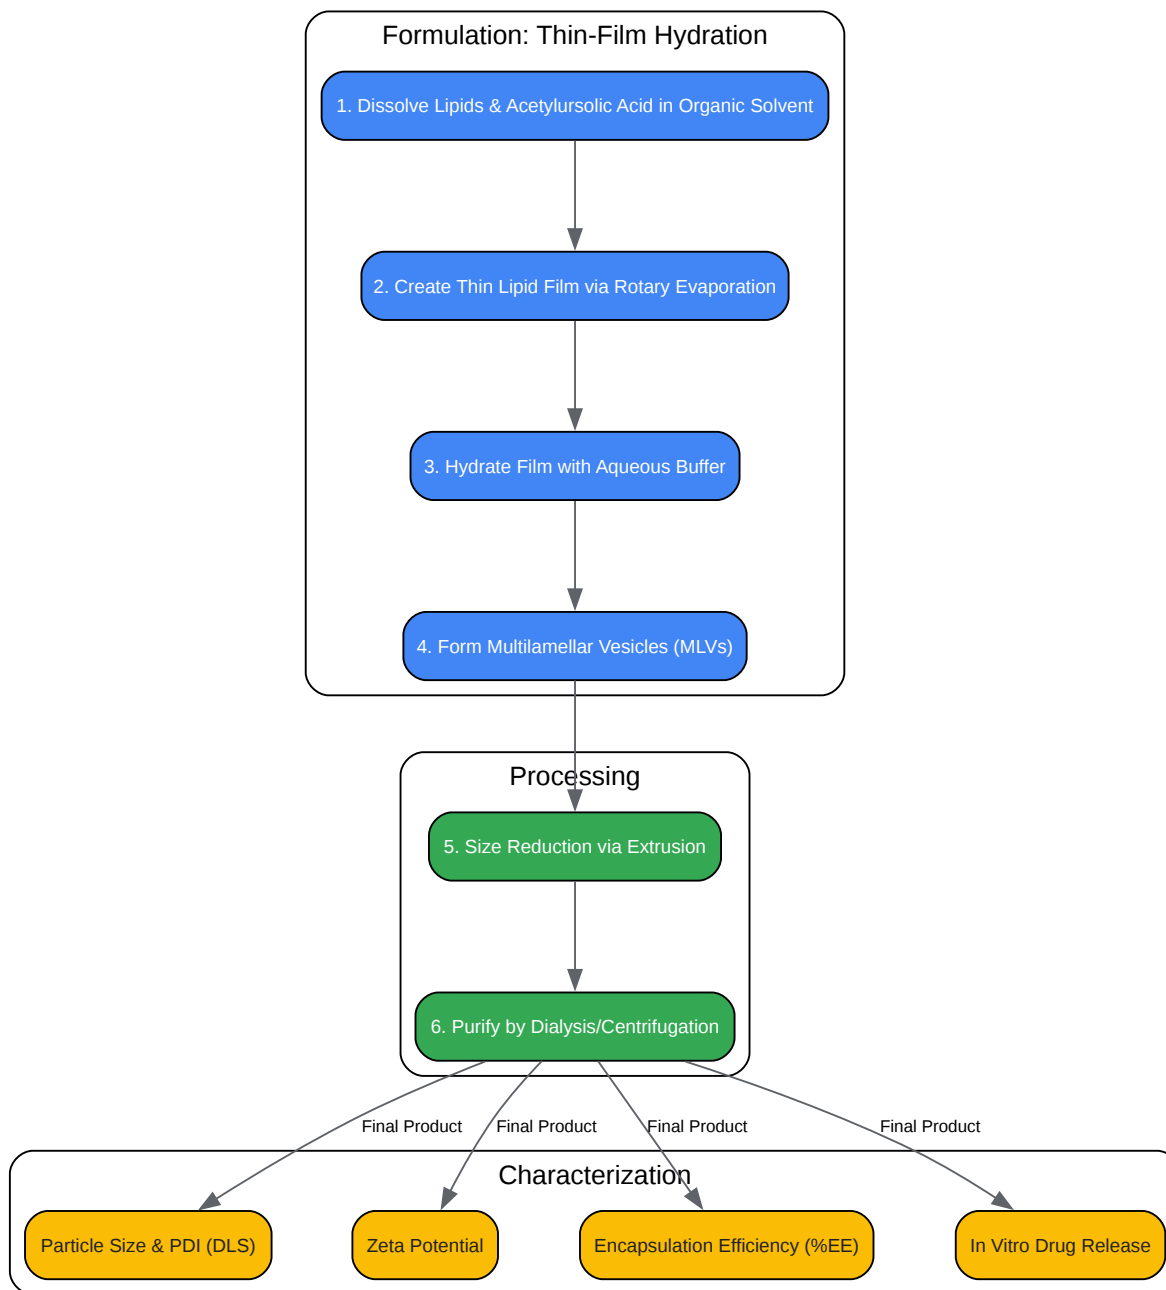 Formulation: Thin-Film Hydration
1. Dissolve Lipids & Acetylursolic Acid in Organic Solvent
2. Create Thin Lipid Film via Rotary Evaporation
3. Hydrate Film with Aqueous Buffer
4. Form Multilamellar Vesicles (MLVs)
Processing
5. Size Reduction via Extrusion
6. Purify by Dialysis/Centrifugation
Final Product
Final Product
Final Product
Final Product
Characterization
Particle Size & PDI (DLS)
Zeta Potential
Encapsulation Efficiency (%EE)
In Vitro Drug Release